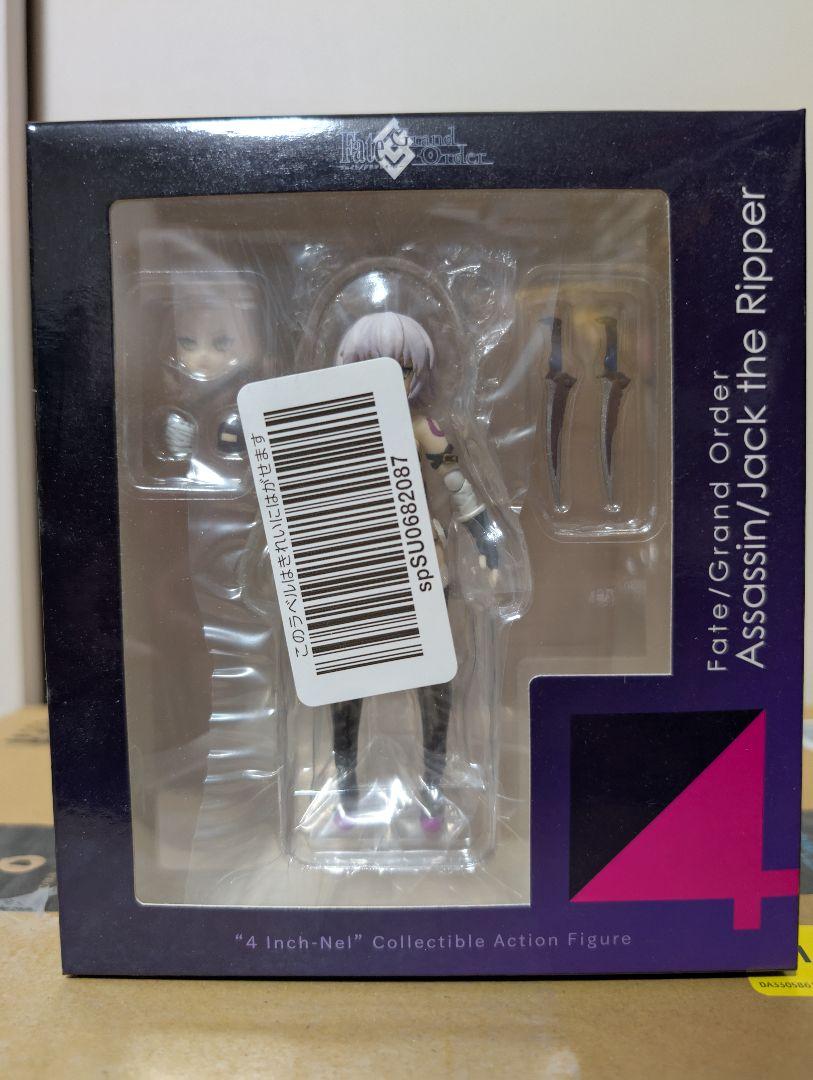 Fate
Grand
Order
Fate/Grand Order
Assassin/Jack the Ripper
このラベルはきれいにはがせます
spSU0682087
4
"4 Inch-Nel" Collectible Action Figure